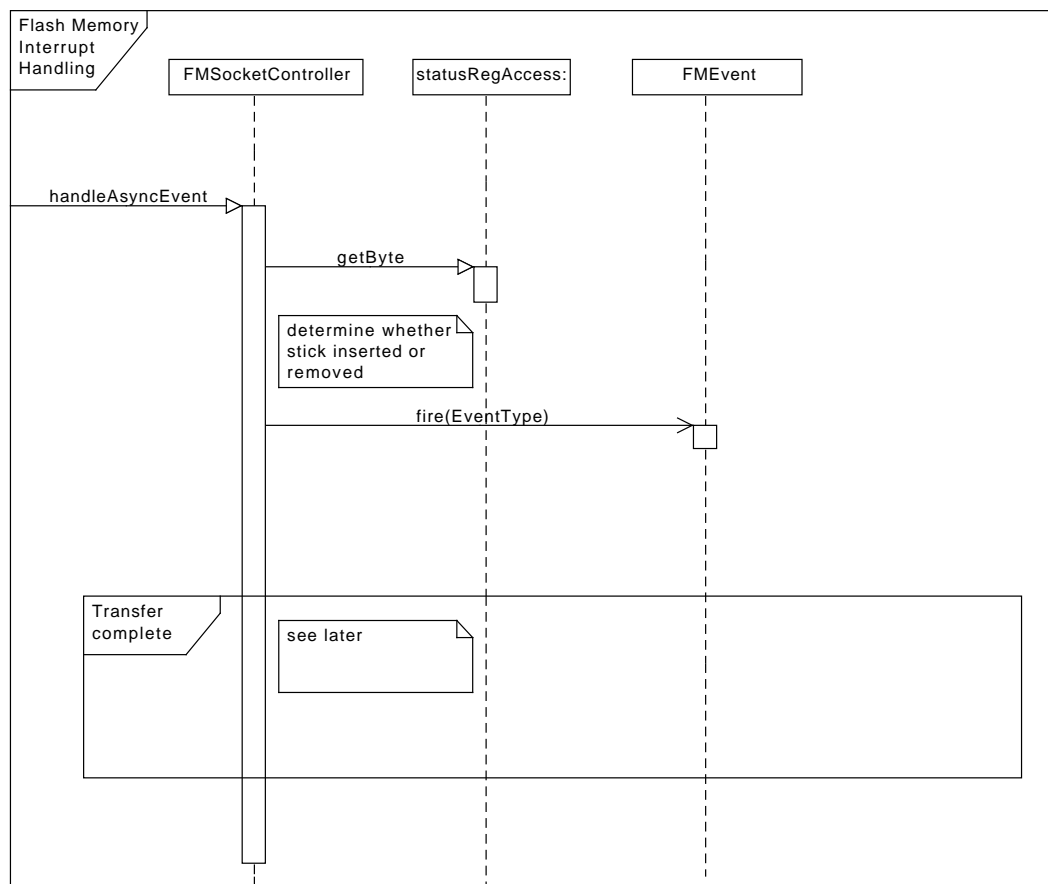 Flash Memory
Interrupt
Handling
FMSocketController
statusRegAccess:
FMEvent
handleAsyncEvent
getByte
determine whether
stick inserted or
removed
fire(EventType)
Transfer
complete
see later